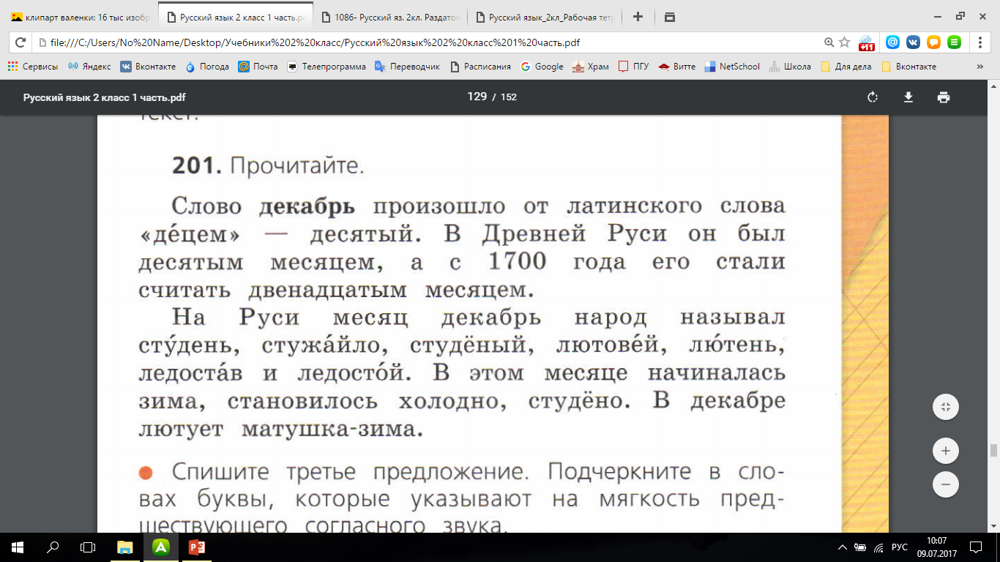 клипарт валенки: 16 тыс изобр
Русский язык 2 класс 1 часть.pc
1086- Русский яз. 2кл. Раздаточ
Русский язык_2кл_Рабочая тетр
file:///C:/Users/No%20Name/Desktop/Учебники%202%20класс/Русский%20язык%202%20класс%201%20часть.pdf
+11
Сервисы Яндекс Вконтакте Погода Почта Телепрограмма Переводчик Расписания Google Храм ПГУ Витте NetSchool Школа Для дела Вконтакте »
Русский язык 2 класс 1 часть.pdf 129 / 152
текст.
201. Прочитайте.
Слово декабрь произошло от латинского слова
«де́цем» — десятый. В Древней Руси он был
десятым месяцем, а с 1700 года его стали
считать двенадцатым месяцем.
На Руси месяц декабрь народ называл
сту́день, стужа́йло, студёный, лютове́й, лю́тень,
ледоста́в и ледосто́й. В этом месяце начиналась
зима, становилось холодно, студёно. В декабре
лютует матушка-зима.
Спишите третье предложение. Подчеркните в сло-
вах буквы, которые указывают на мягкость пред-
шествующего согласного звука.
РУС
10:07
09.07.2017